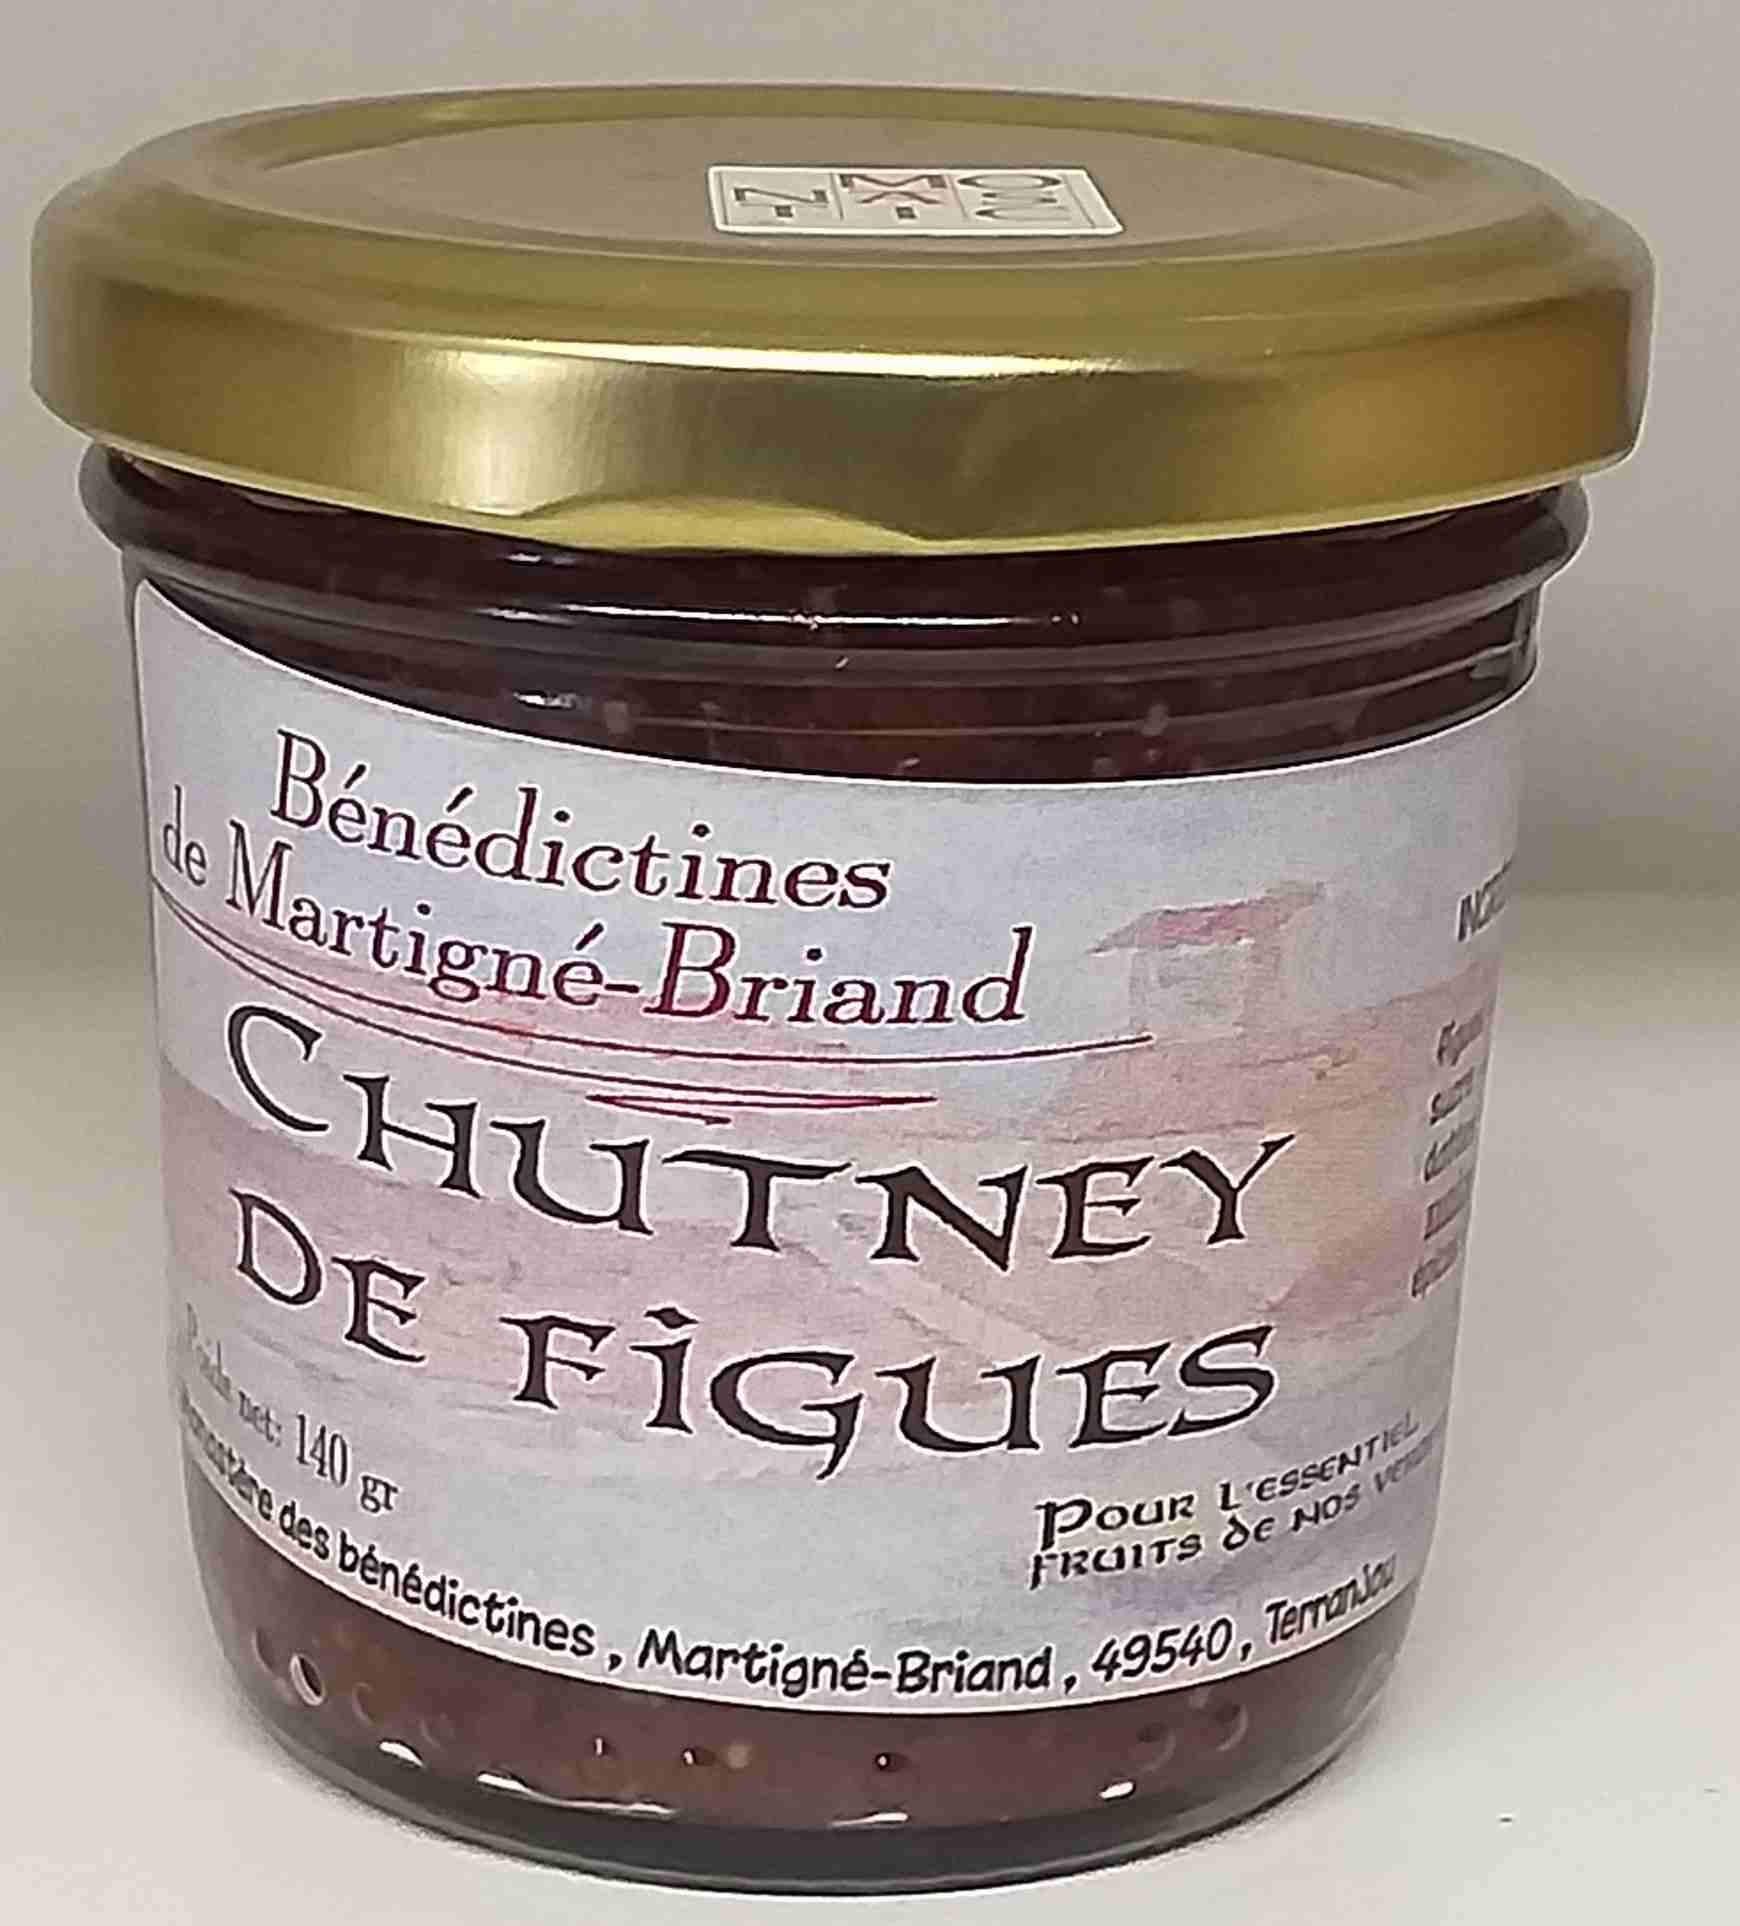 Bénédictines
de Martigné-Briand
CHUTNEY
DE FIGUES
Poids net: 140 gr
POUR L'ESSENTIEL
FRUITS DE NOS
des bénédictines, Martigné-Briand, 49540, Terranjou